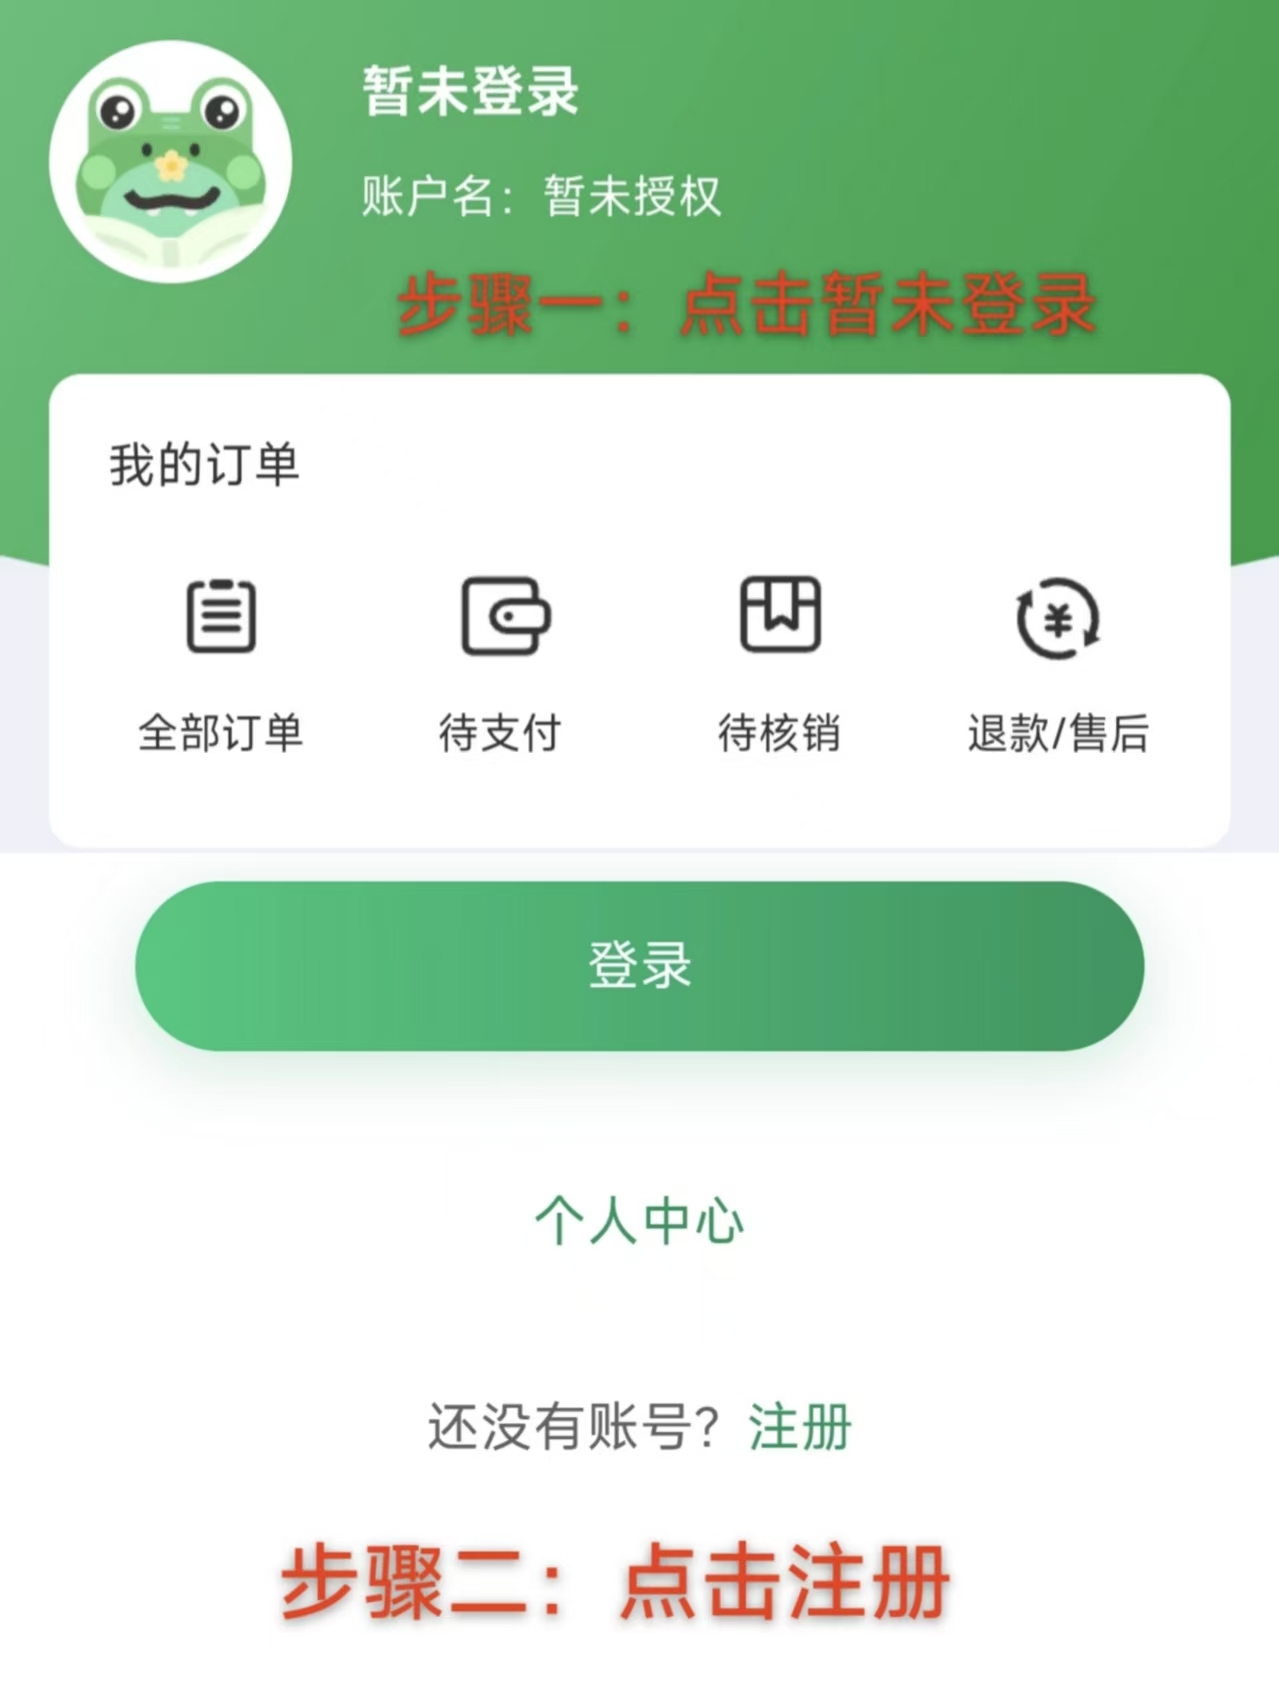 暂未登录
账户名：暂未授权
步骤一：点击暂未登录
我的订单
全部订单 待支付 待核销 退款/售后
登录
个人中心
还没有账号？注册
步骤二：点击注册